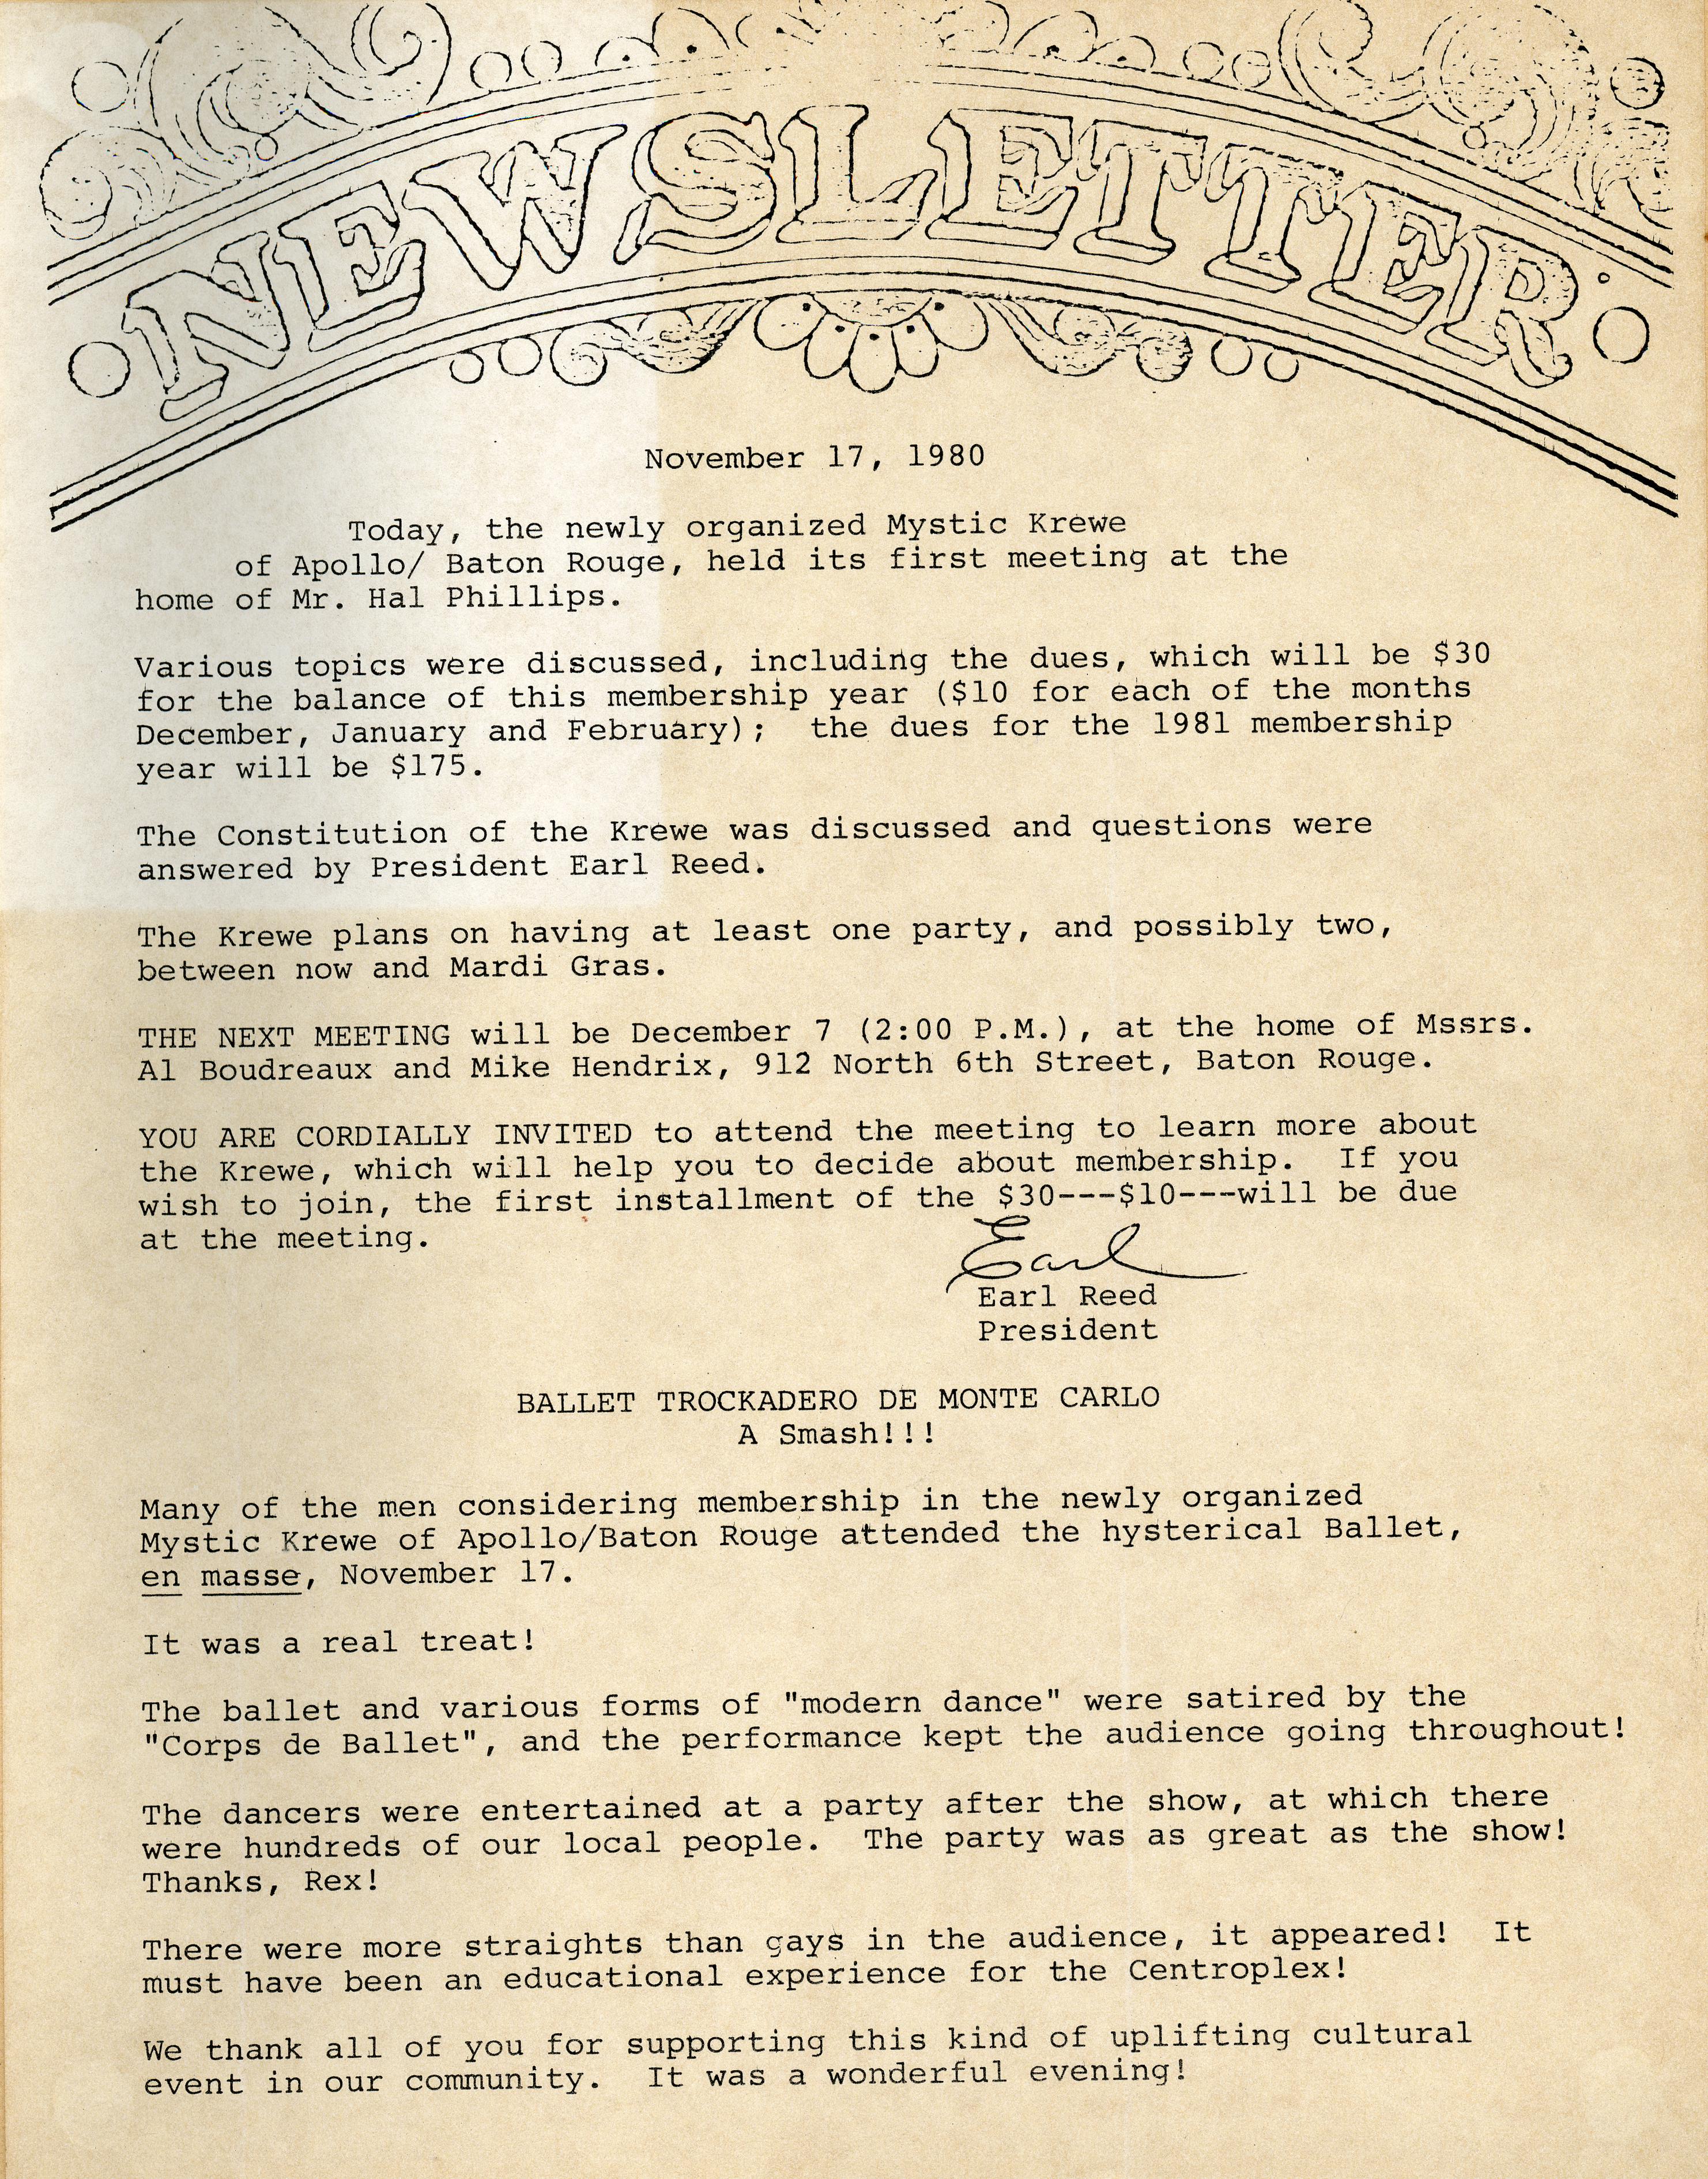 NEWSLETTER
November 17, 1980
Today, the newly organized Mystic Krewe
of Apollo/ Baton Rouge, held its first meeting at the
home of Mr. Hal Phillips.
Various topics were discussed, including the dues, which will be $30
for the balance of this membership year ($10 for each of the months
December, January and February);  the dues for the 1981 membership
year will be $175.
The Constitution of the Krewe was discussed and questions were
answered by President Earl Reed.
The Krewe plans on having at least one party, and possibly two,
between now and Mardi Gras.
THE NEXT MEETING will be December 7 (2:00 P.M.), at the home of Mssrs.
Al Boudreaux and Mike Hendrix, 912 North 6th Street, Baton Rouge.
YOU ARE CORDIALLY INVITED to attend the meeting to learn more about
the Krewe, which will help you to decide about membership.  If you
wish to join, the first installment of the $30---$10---will be due
at the meeting.
Earl
Earl Reed
President
BALLET TROCKADERO DE MONTE CARLO
A Smash!!!
Many of the men considering membership in the newly organized
Mystic Krewe of Apollo/Baton Rouge attended the hysterical Ballet,
en masse, November 17.
It was a real treat!
The ballet and various forms of "modern dance" were satired by the
"Corps de Ballet", and the performance kept the audience going throughout!
The dancers were entertained at a party after the show, at which there
were hundreds of our local people.  The party was as great as the show!
Thanks, Rex!
There were more straights than gays in the audience, it appeared!  It
must have been an educational experience for the Centroplex!
We thank all of you for supporting this kind of uplifting cultural
event in our community.  It was a wonderful evening!